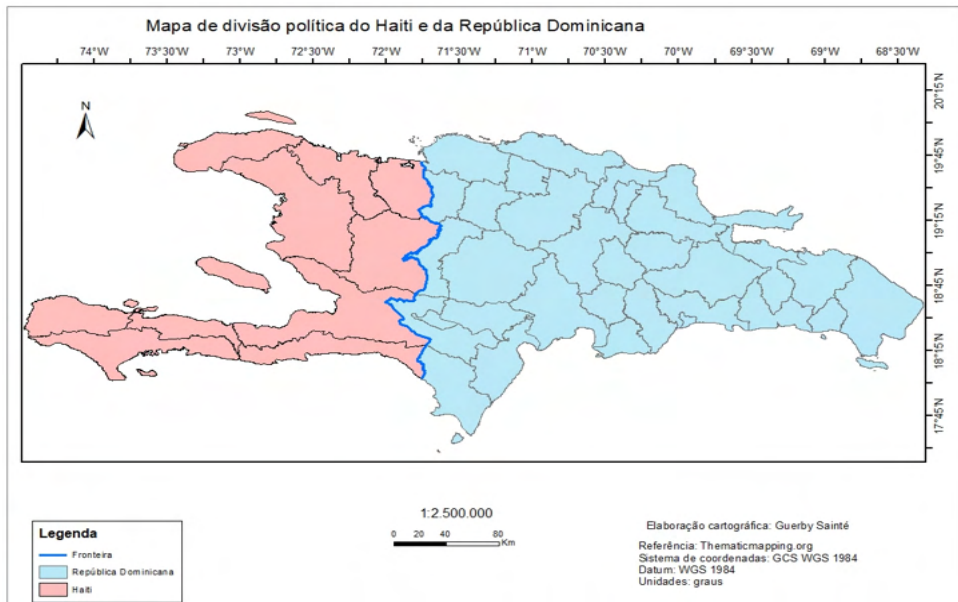 Mapa de divisão política do Haiti e da República Dominicana
74°W 73°30'W 73°W 72°30'W 72°W 71°30'W 71°W 70°30'W 70°W 69°30'W 69°W 68°30'W
20°15'N
19°45'N
19°15'N
18°45'N
18°15'N
17°45'N
N
1:2.500.000
0 20 40 80
Km
Legenda
Fronteira
República Dominicana
Haiti
Elaboração cartográfica: Guerby Sainté
Referência: Thematicmapping.org
Sistema de coordenadas: GCS WGS 1984
Datum: WGS 1984
Unidades: graus